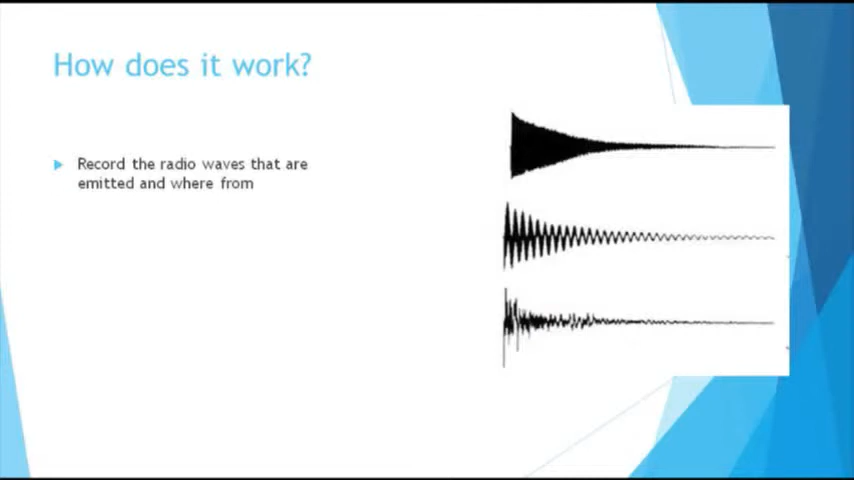 How does it work?
Record the radio waves that are
emitted and where from